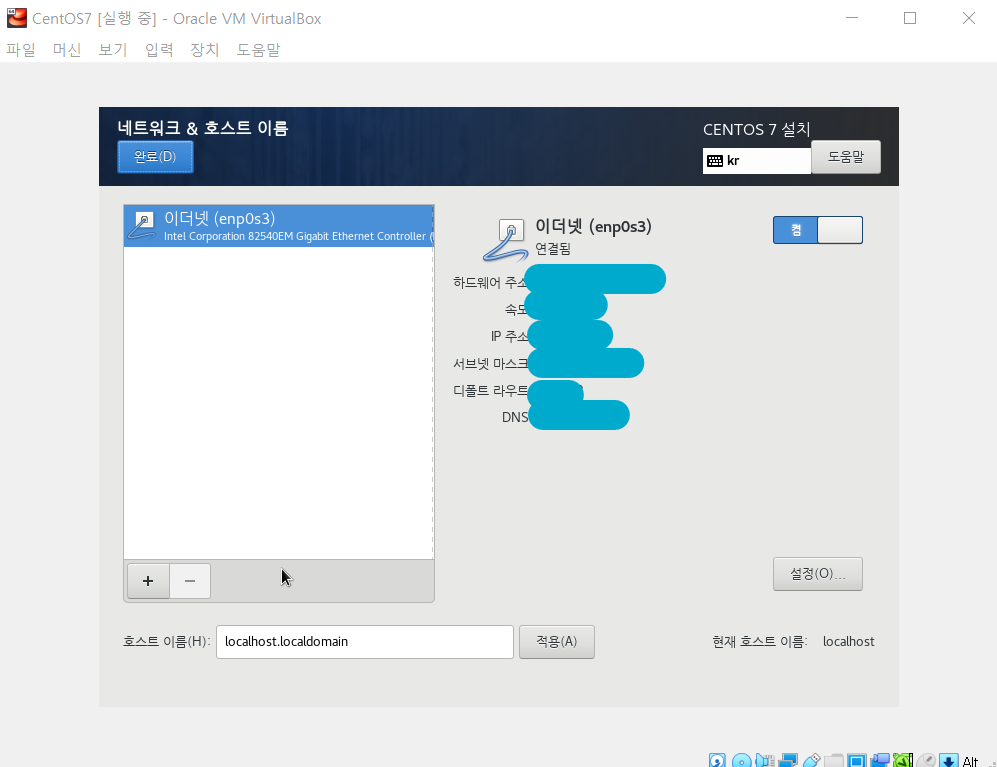 CentOS7 [실행 중] - Oracle VM VirtualBox
파일 머신 보기 입력 장치 도움말
네트워크 & 호스트 이름
완료(D)
CENTOS 7 설치
kr
도움말
이더넷 (enp0s3)
Intel Corporation 82540EM Gigabit Ethernet Controller (
이더넷 (enp0s3)
연결됨
켬
하드웨어 주소
속도
IP 주소
서브넷 마스크
디폴트 라우트
DNS
+ −
설정(O)...
호스트 이름(H): localhost.localdomain 적용(A) 현재 호스트 이름: localhost
Alt